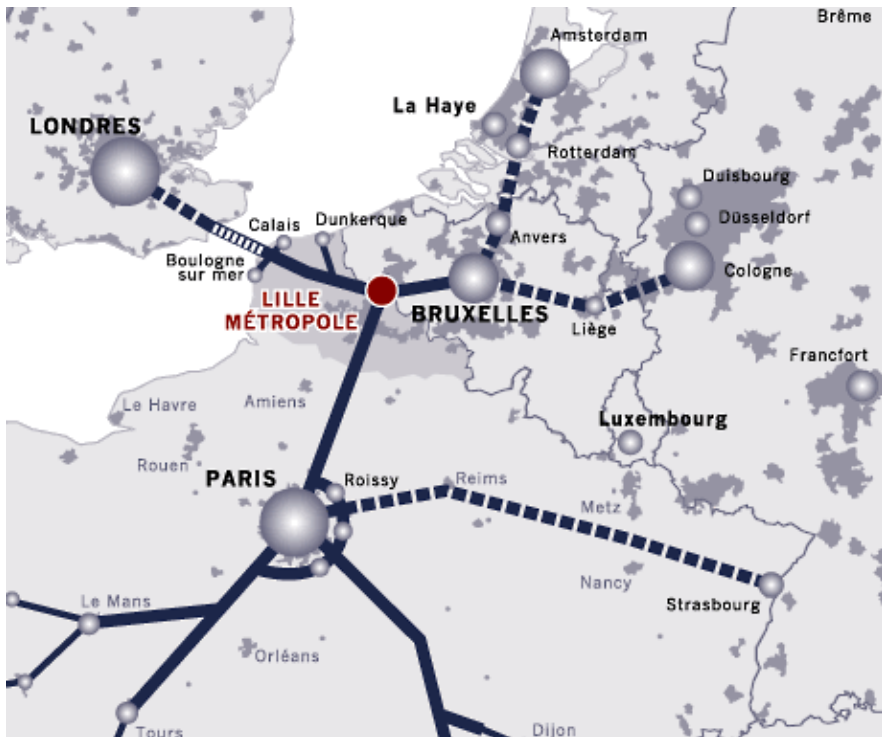 Brême
Amsterdam
La Haye
LONDRES
Rotterdam
Duisbourg
Düsseldorf
Calais
Dunkerque
Anvers
Boulogne
sur mer
Cologne
LILLE
MÉTROPOLE
BRUXELLES
Liège
Francfort
Le Havre
Amiens
Luxembourg
Rouen
PARIS
Roissy
Reims
Metz
Nancy
Strasbourg
Le Mans
Orléans
Tours
Dijon